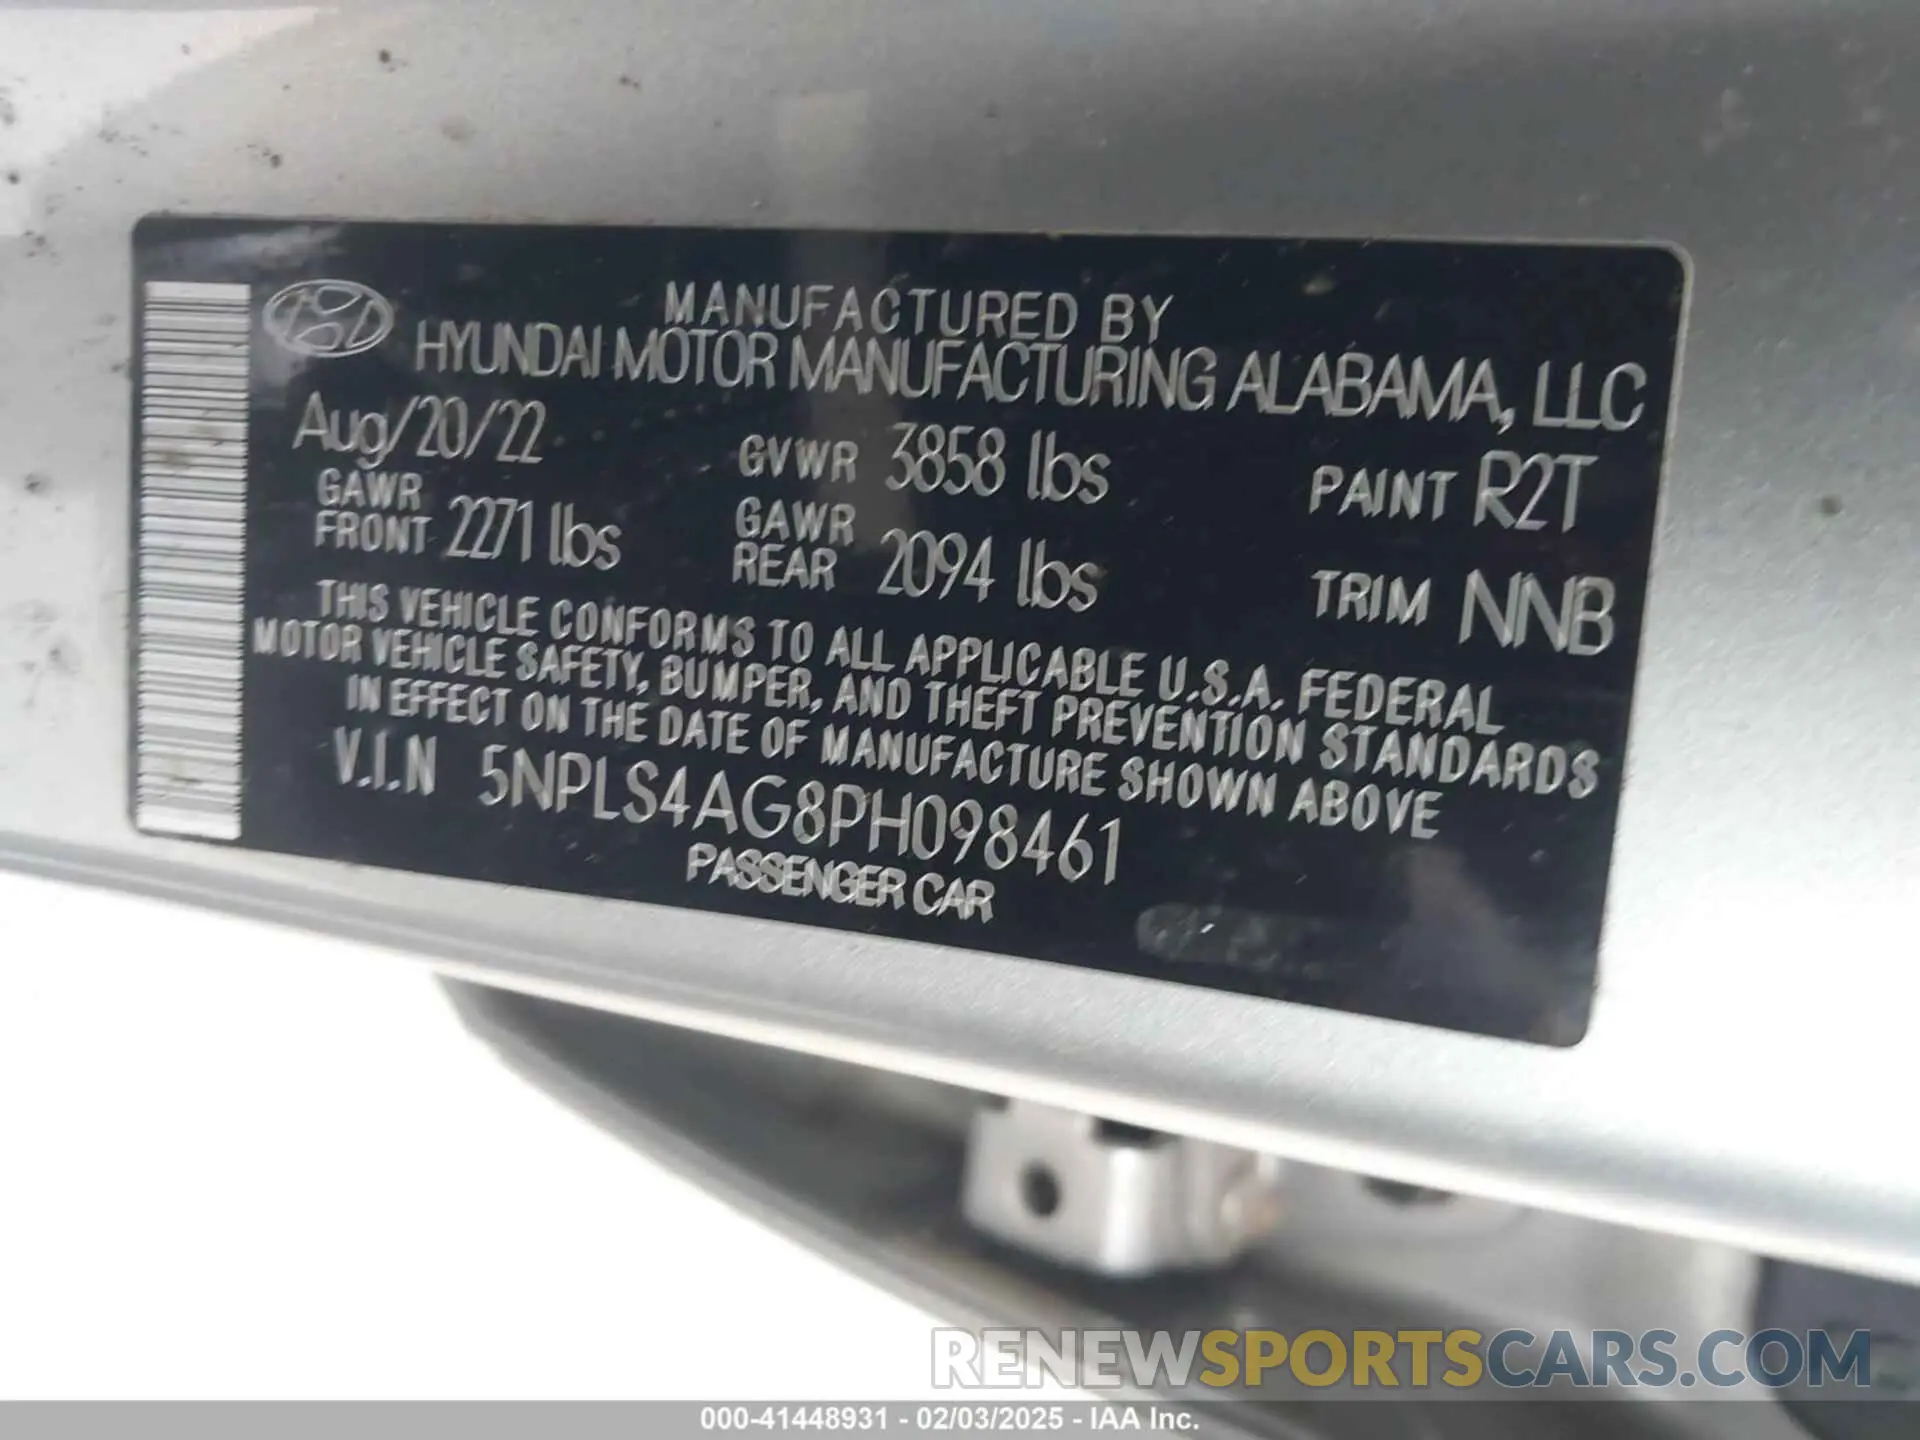 MANUFACTURED BY
HYUNDAI MOTOR MANUFACTURING ALABAMA, LLC
Aug/20/22 GVWR 3858 lbs PAINT R2T
GAWR FRONT 2271 lbs GAWR REAR 2094 lbs TRIM NNB
THIS VEHICLE CONFORMS TO ALL APPLICABLE U.S.A. FEDERAL
MOTOR VEHICLE SAFETY, BUMPER, AND THEFT PREVENTION STANDARDS
IN EFFECT ON THE DATE OF MANUFACTURE SHOWN ABOVE
V.I.N 5NPLS4AG8PH098461
PASSENGER CAR
RENEWSPORTSCARS.COM
000-41448931 - 02/03/2025 - IAA Inc.